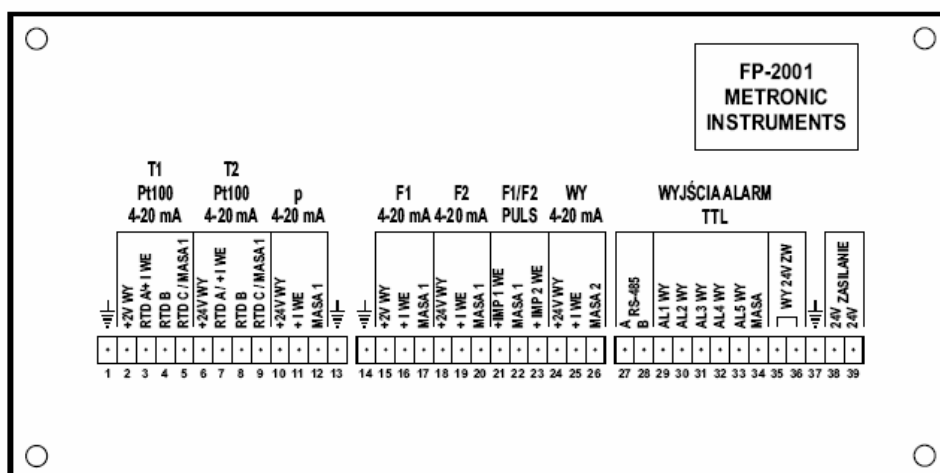 FP-2001
METRONIC
INSTRUMENTS
T1
Pt100
4-20 mA
T2
Pt100
4-20 mA
p
4-20 mA
F1
4-20 mA
F2
4-20 mA
F1/F2
PULS
WY
4-20 mA
WYJŚCIA ALARM
TTL
+2V WY
RTD A+ I WE
RTD B
RTD C / MASA 1
+24V WY
RTD A / + I WE
RTD B
RTD C / MASA 1
+24V WY
+ I WE
MASA 1
+2V WY
+ I WE
MASA 1
+24V WY
+ I WE
MASA 1
+IMP 1 WE
MASA 1
+ IMP 2 WE
+24V WY
+ I WE
MASA 2
A
RS-485
B
AL1 WY
AL2 WY
AL3 WY
AL4 WY
AL5 WY
MASA
WY 24V ZW
24V ZASILANIE
24V
1 2 3 4 5 6 7 8 9 10 11 12 13 14 15 16 17 18 19 20 21 22 23 24 25 26 27 28 29 30 31 32 33 34 35 36 37 38 39